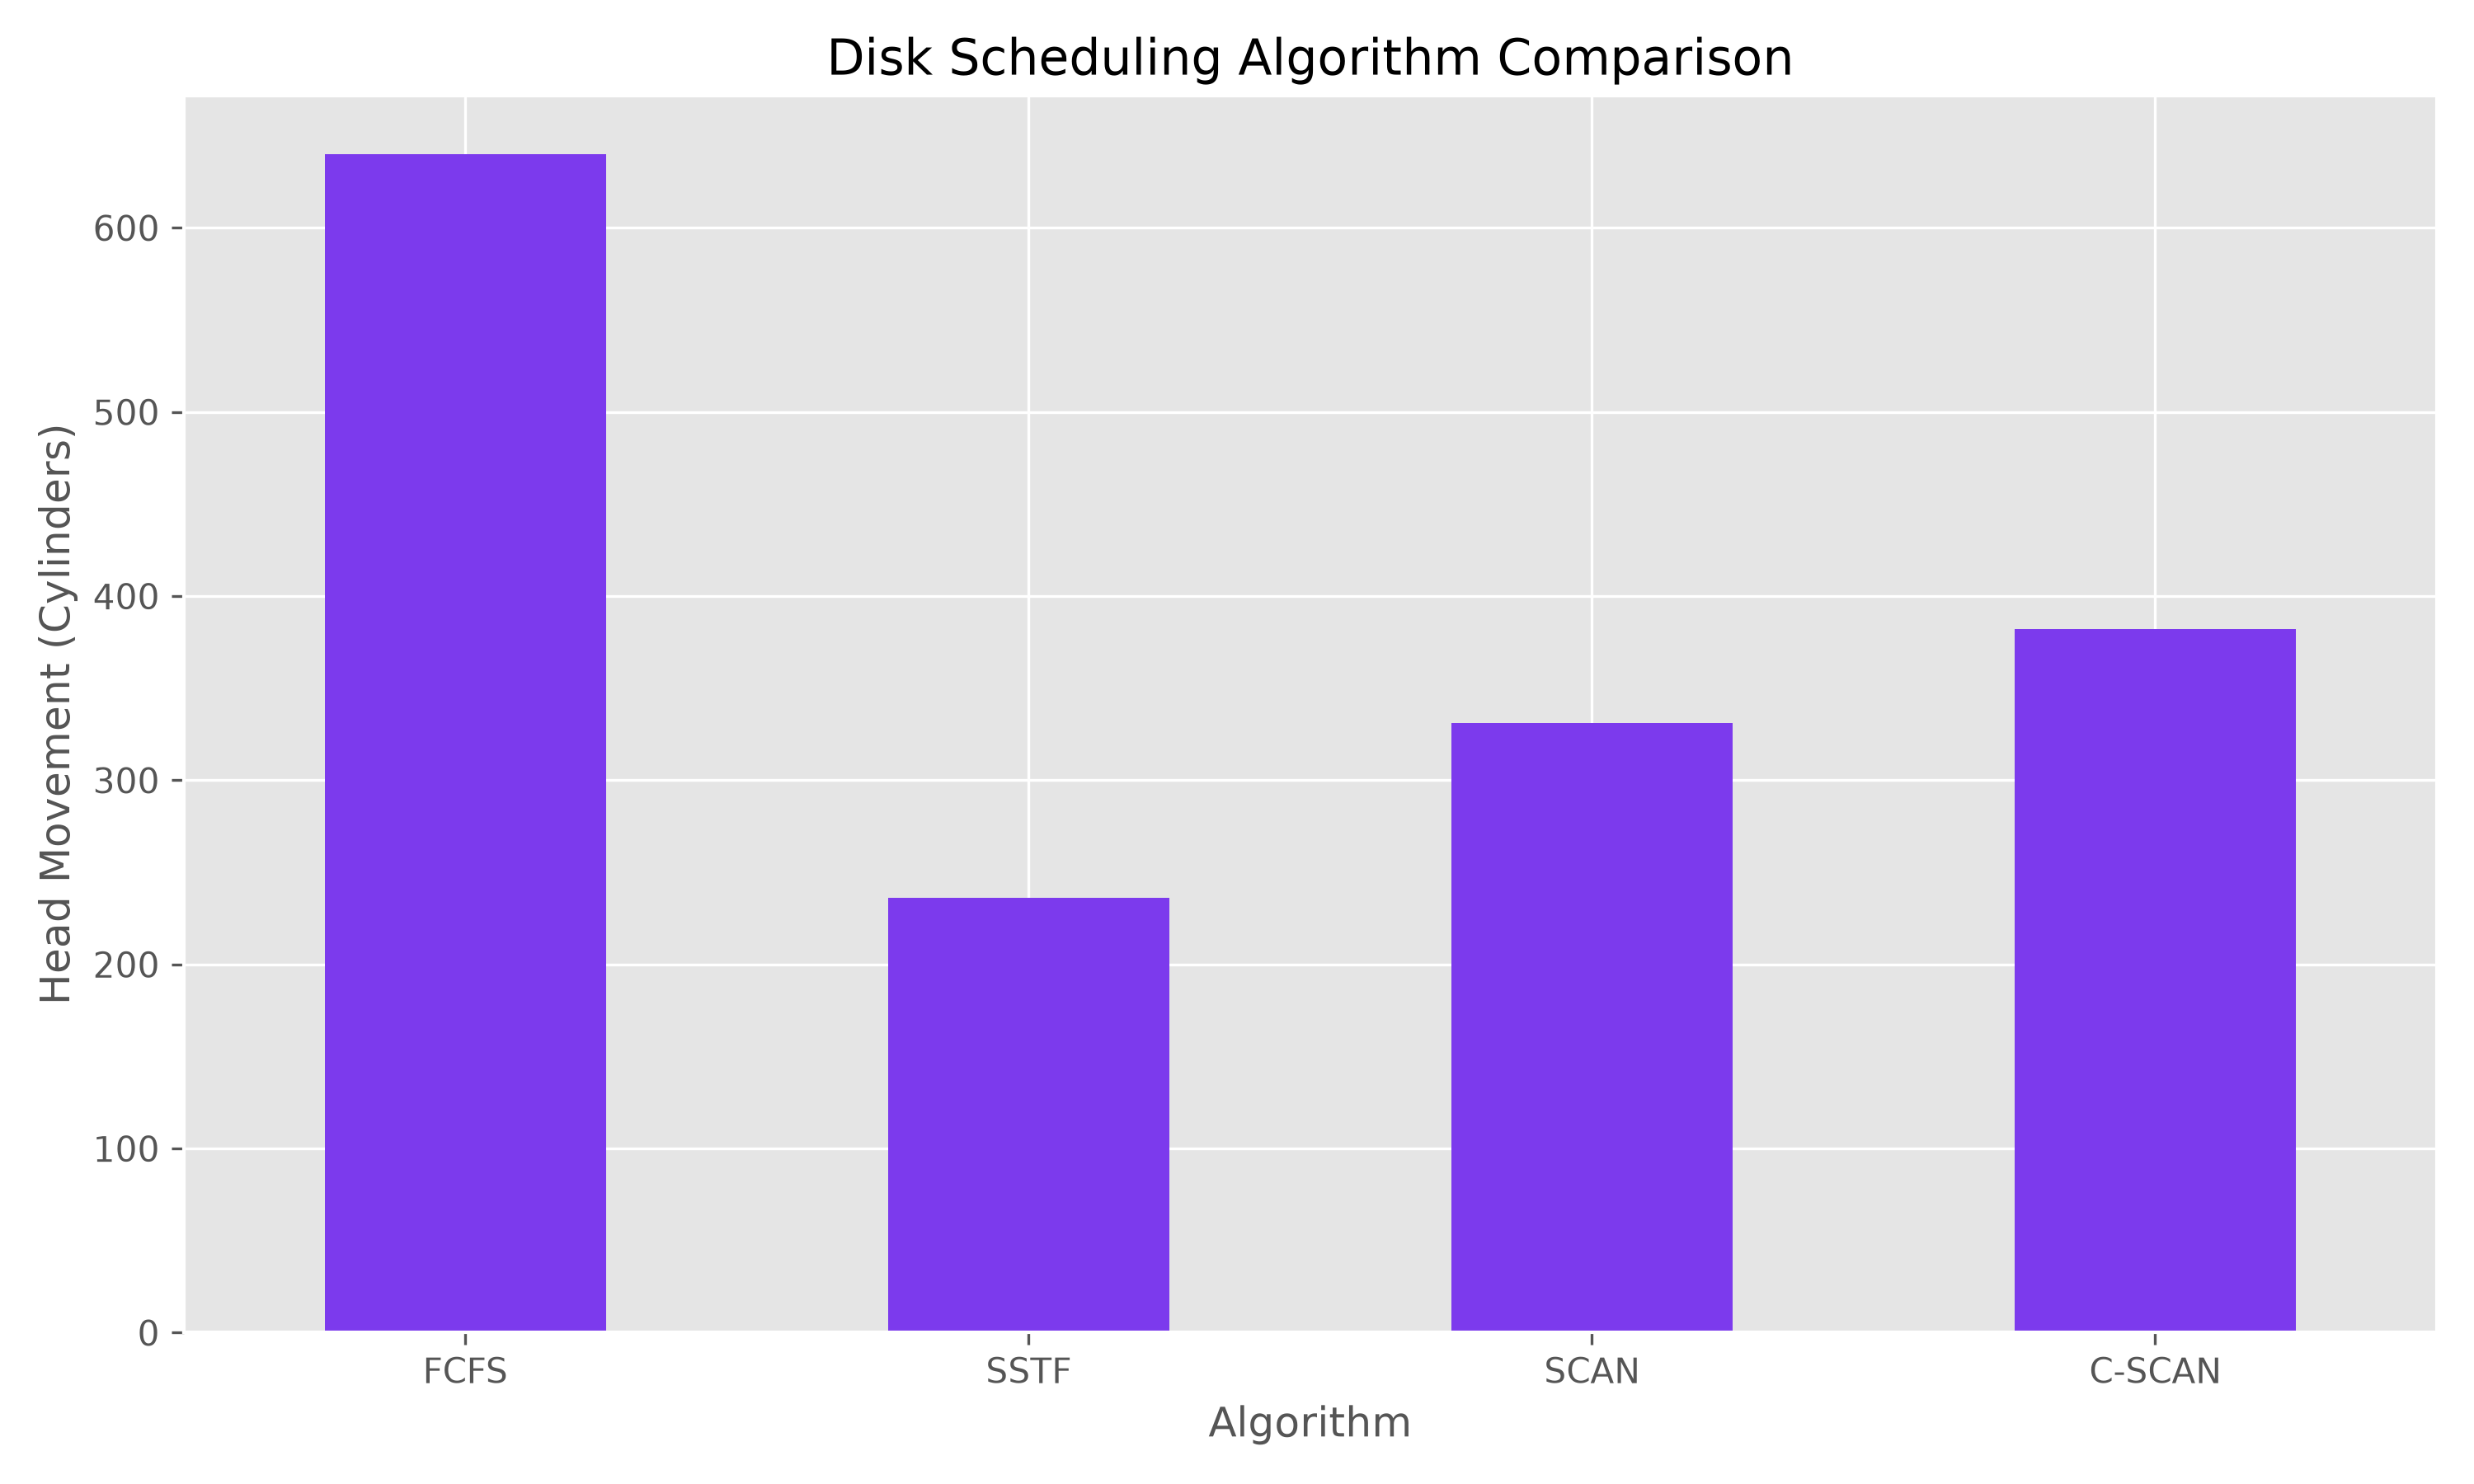 Disk Scheduling Algorithm Comparison
Head Movement (Cylinders)
600
500
400
300
200
100
0
FCFS SSTF SCAN C-SCAN
Algorithm